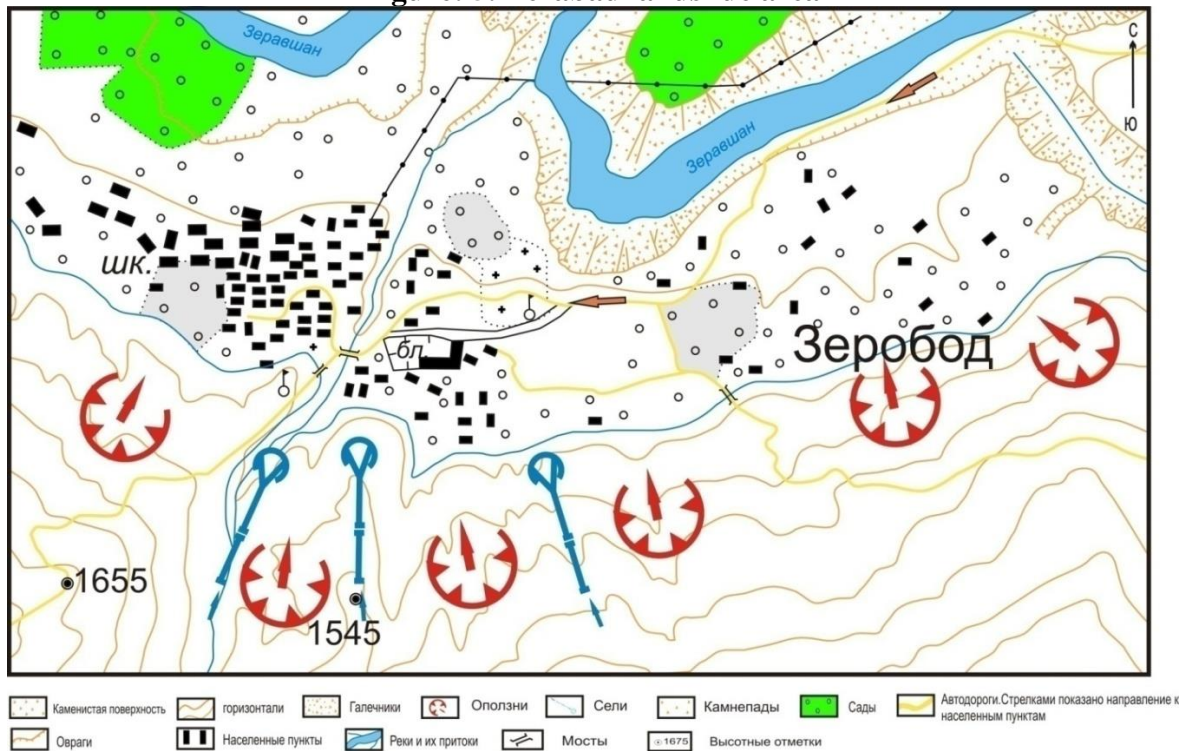 Зеравшан
С
Ю
Зеравшан
шк.
бл.
Зеробод
1655
1545
Каменистая поверхность
горизонтали
Галечники
Оползни
Сели
Камнепады
Сады
Автодороги.Стрелками показано направление к
населенным пунктам
Овраги
Населенные пункты
Реки и их притоки
Мосты
1675
Высотные отметки